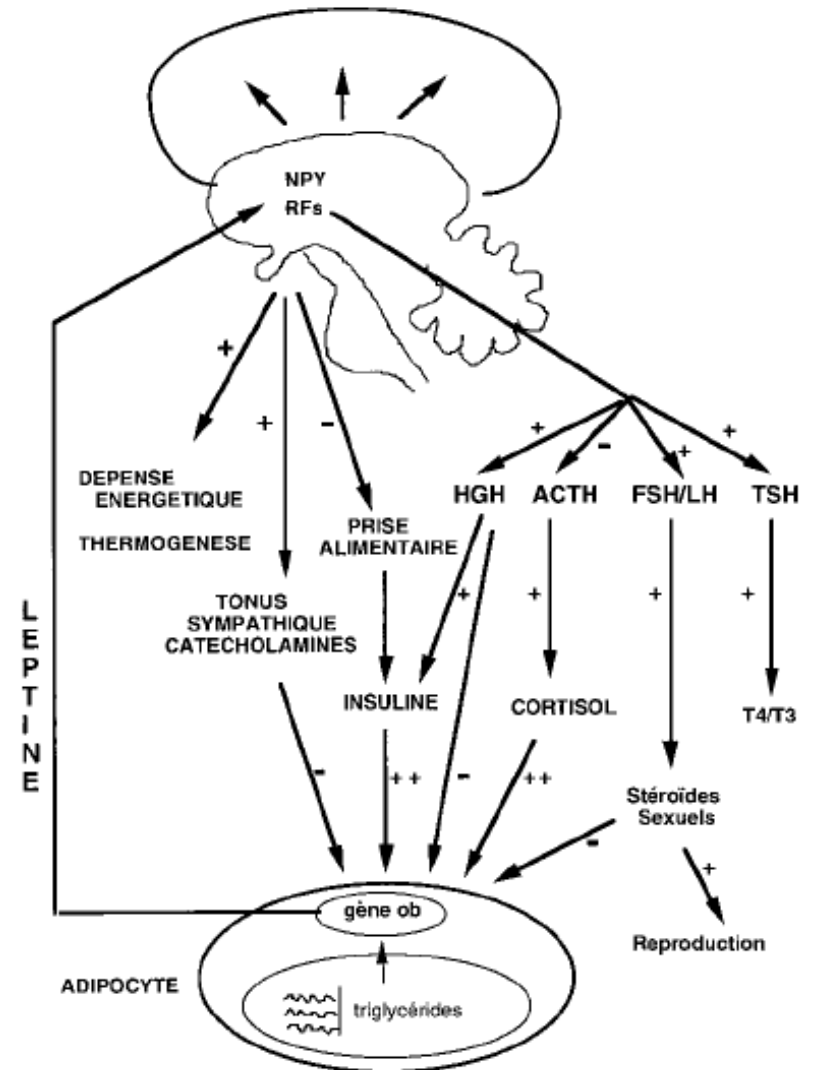 NPY
RFs
+
+
-
+
-
+
+
DEPENSE
ENERGETIQUE
THERMOGENESE
HGH
ACTH
FSH/LH
TSH
PRISE
ALIMENTAIRE
TONUS
SYMPATHIQUE
CATECHOLAMINES
+
+
+
+
LEPTINE
INSULINE
CORTISOL
T4/T3
-
++
-
++
Stéroïdes
Sexuels
-
+
gène ob
Reproduction
ADIPOCYTE
triglycérides